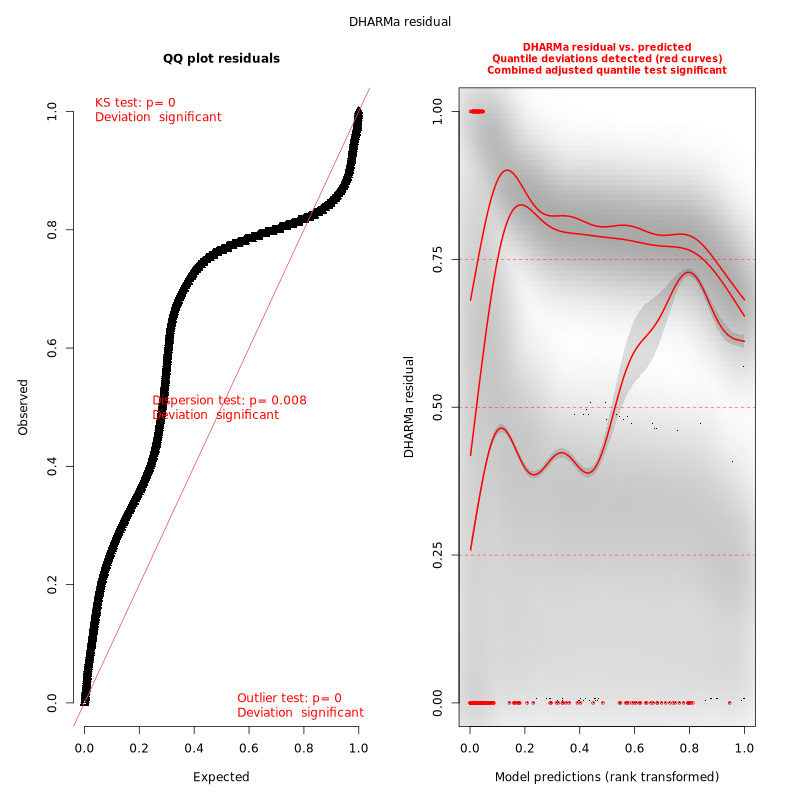 DHARMa residual
QQ plot residuals
KS test: p= 0
Deviation significant
Dispersion test: p= 0.008
Deviation significant
Outlier test: p= 0
Deviation significant
Observed
0.0
0.2
0.4
0.6
0.8
1.0
0.0 0.2 0.4 0.6 0.8 1.0
Expected
DHARMa residual vs. predicted
Quantile deviations detected (red curves)
Combined adjusted quantile test significant
DHARMa residual
0.00
0.25
0.50
0.75
1.00
0.0 0.2 0.4 0.6 0.8 1.0
Model predictions (rank transformed)